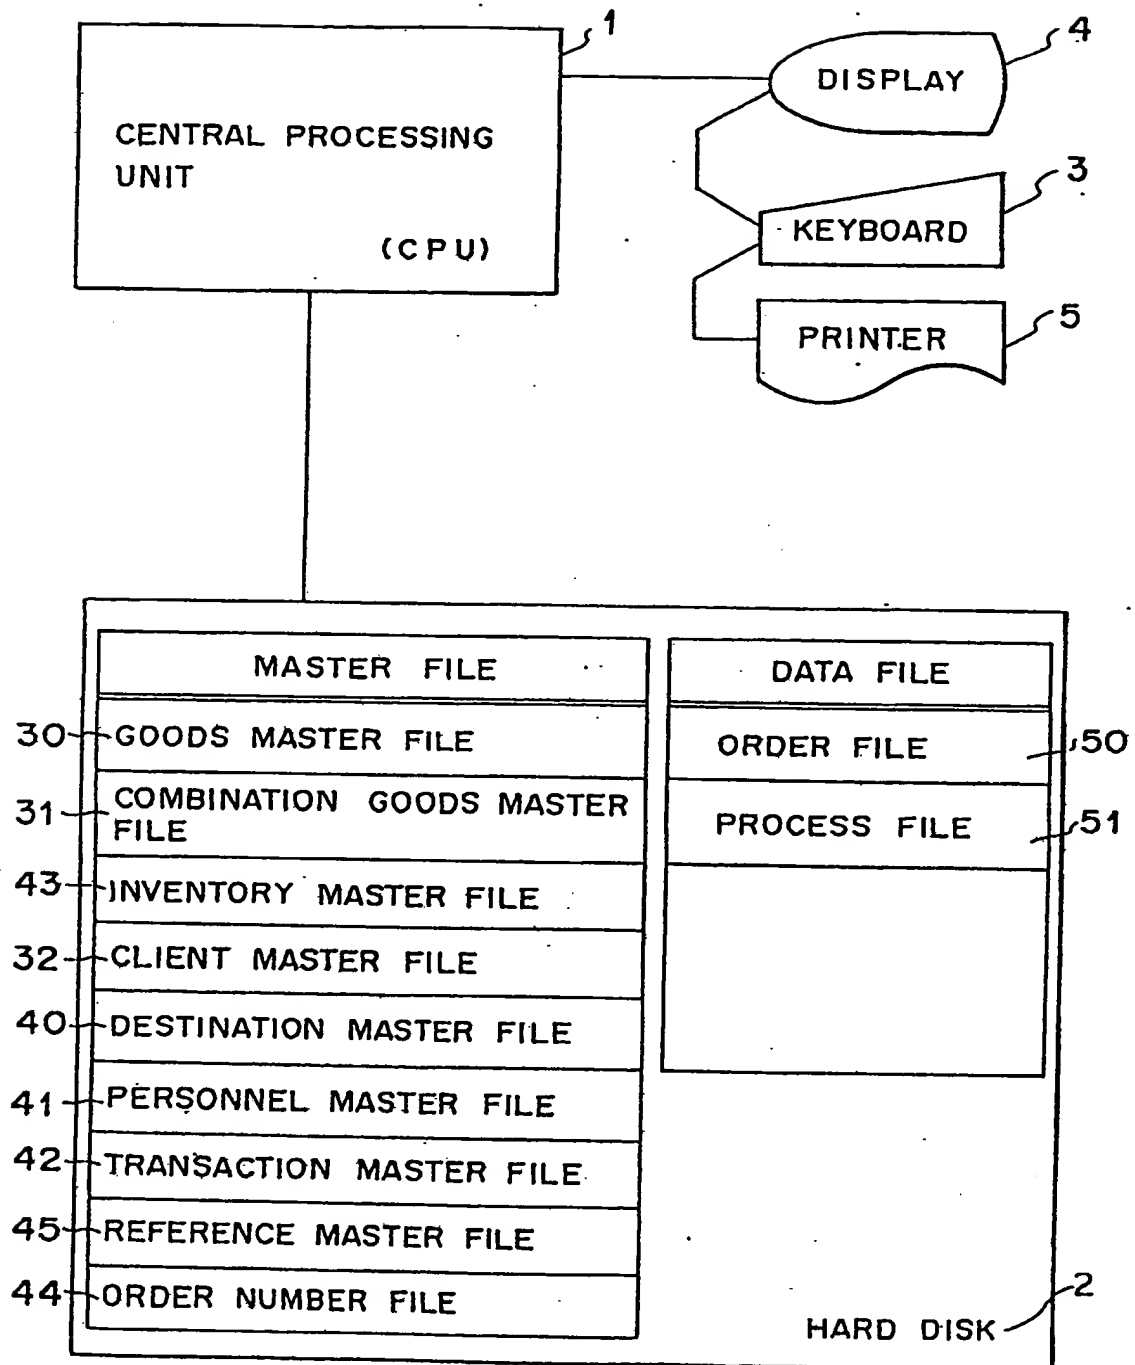 1
CENTRAL PROCESSING
UNIT
(CPU)
4
DISPLAY
3
KEYBOARD
5
PRINTER
MASTER FILE
30 GOODS MASTER FILE
31 COMBINATION GOODS MASTER
FILE
43 INVENTORY MASTER FILE
32 CLIENT MASTER FILE
40 DESTINATION MASTER FILE
41 PERSONNEL MASTER FILE
42 TRANSACTION MASTER FILE
45 REFERENCE MASTER FILE
44 ORDER NUMBER FILE
DATA FILE
ORDER FILE 50
PROCESS FILE 51
HARD DISK 2